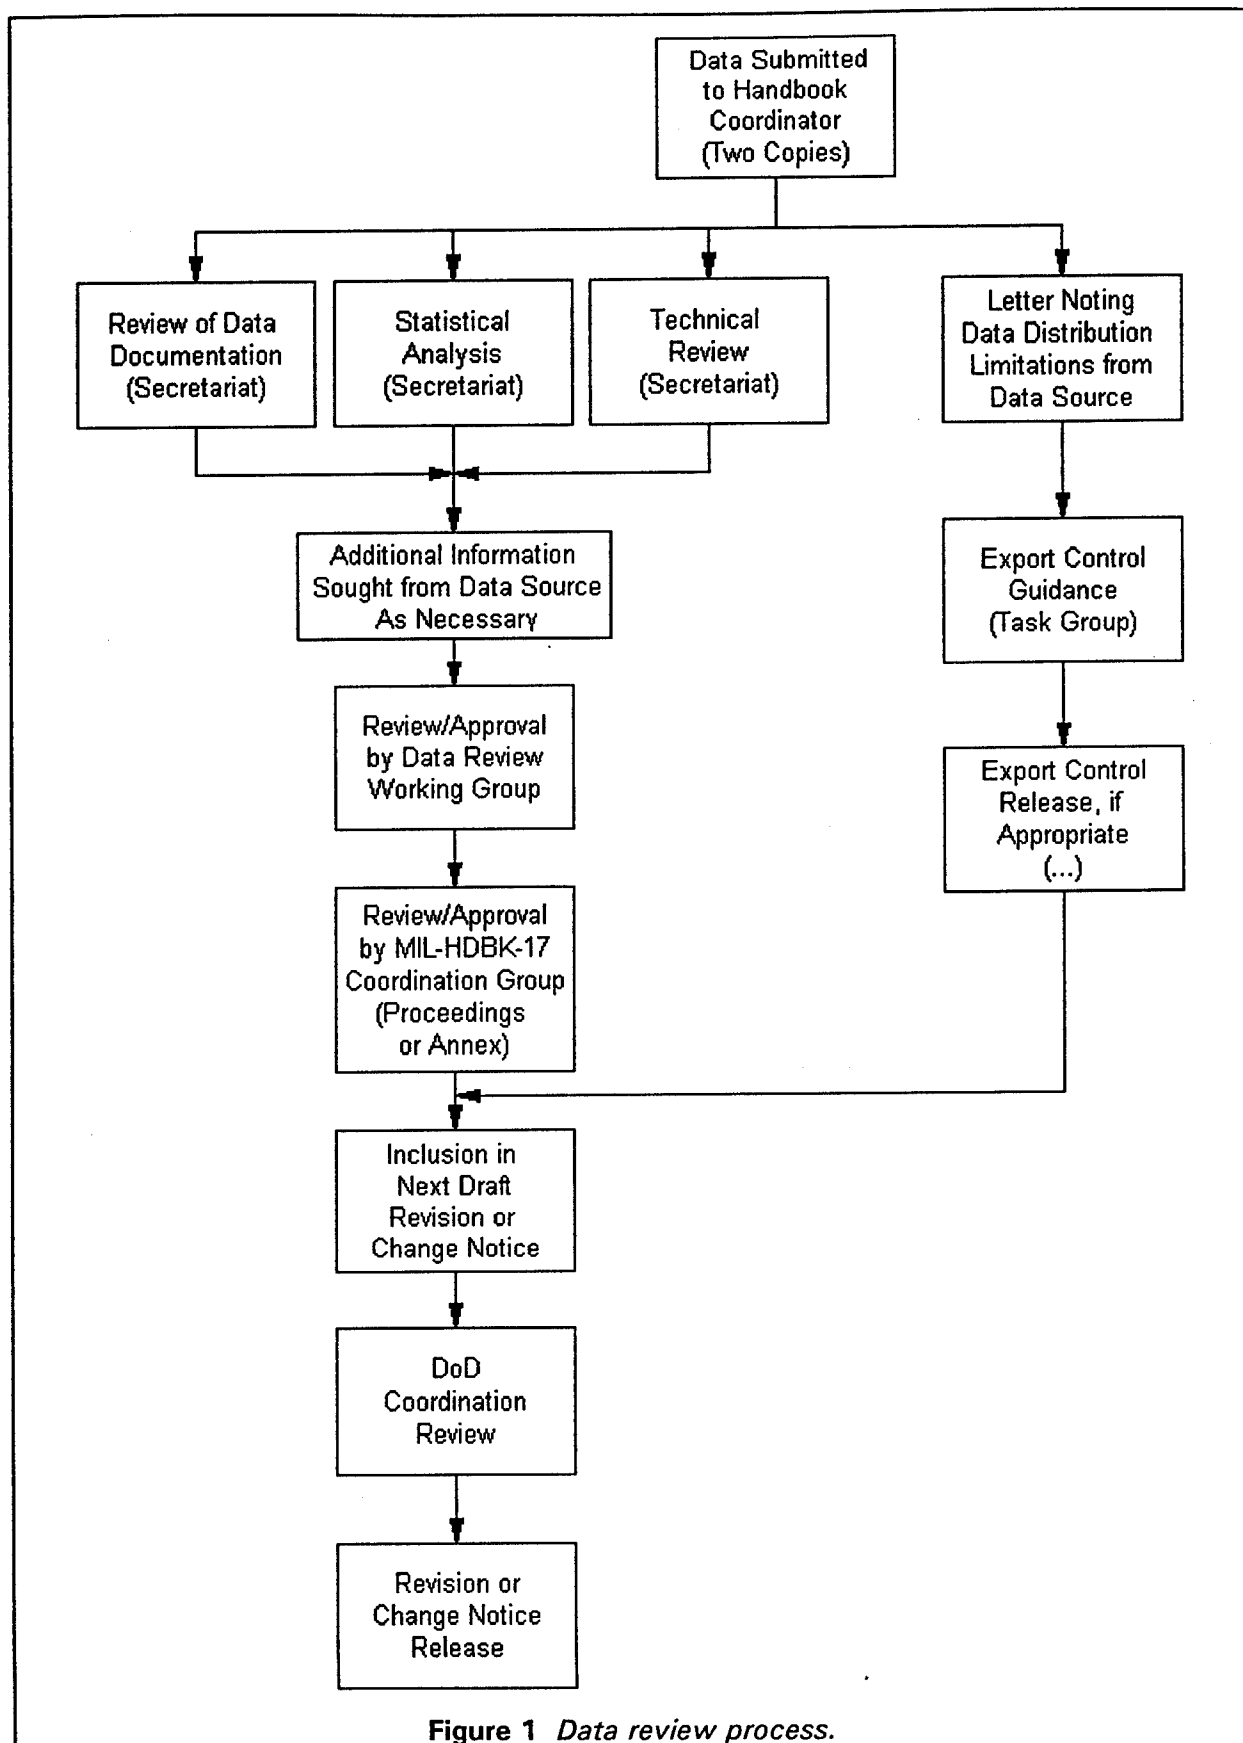 Data Submitted
to Handbook
Coordinator
(Two Copies)
Review of Data
Documentation
(Secretariat)
Statistical
Analysis
(Secretariat)
Technical
Review
(Secretariat)
Letter Noting
Data Distribution
Limitations from
Data Source
Additional Information
Sought from Data Source
As Necessary
Export Control
Guidance
(Task Group)
Review/Approval
by Data Review
Working Group
Export Control
Release, if
Appropriate
(...)
Review/Approval
by MIL-HDBK-17
Coordination Group
(Proceedings
or Annex)
Inclusion in
Next Draft
Revision or
Change Notice
DoD
Coordination
Review
Revision or
Change Notice
Release
Figure 1 Data review process.